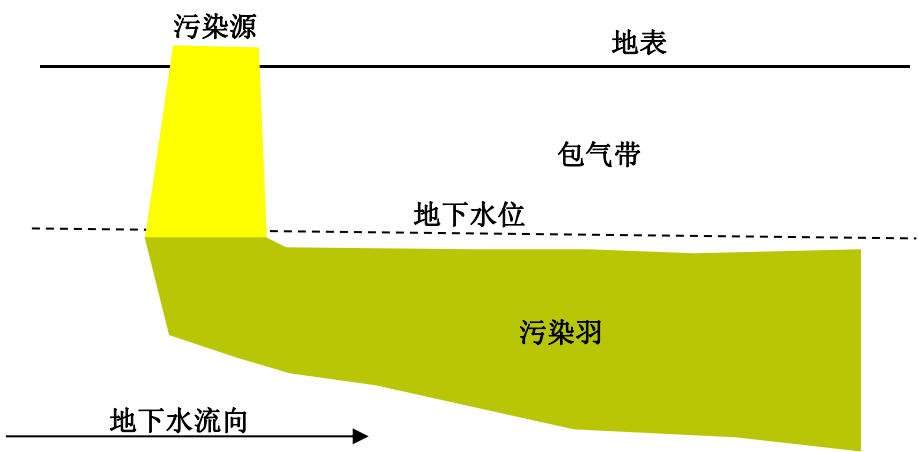 污染源
地表
包气带
地下水位
污染羽
地下水流向